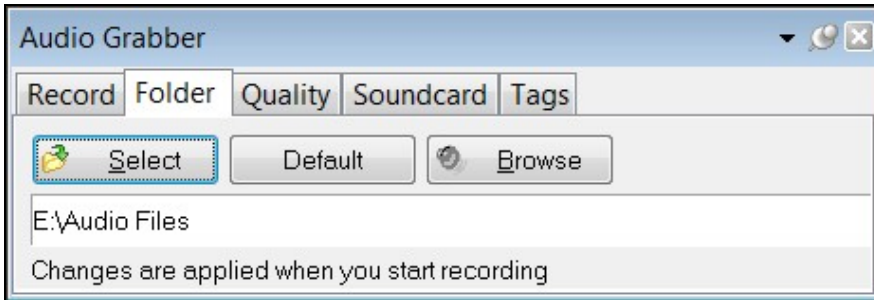 Audio Grabber
Record Folder Quality Soundcard Tags
Select Default Browse
E:\Audio Files
Changes are applied when you start recording